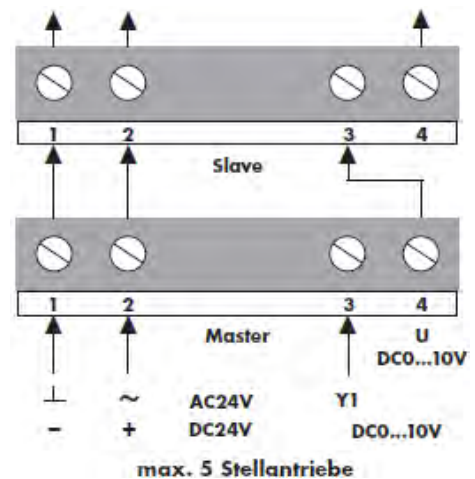 1 2 3 4
Slave
1 2 3 4
Master U
DC0...10V
⊥ ~ AC24V Y1
- + DC24V DC0...10V
max. 5 Stellantriebe